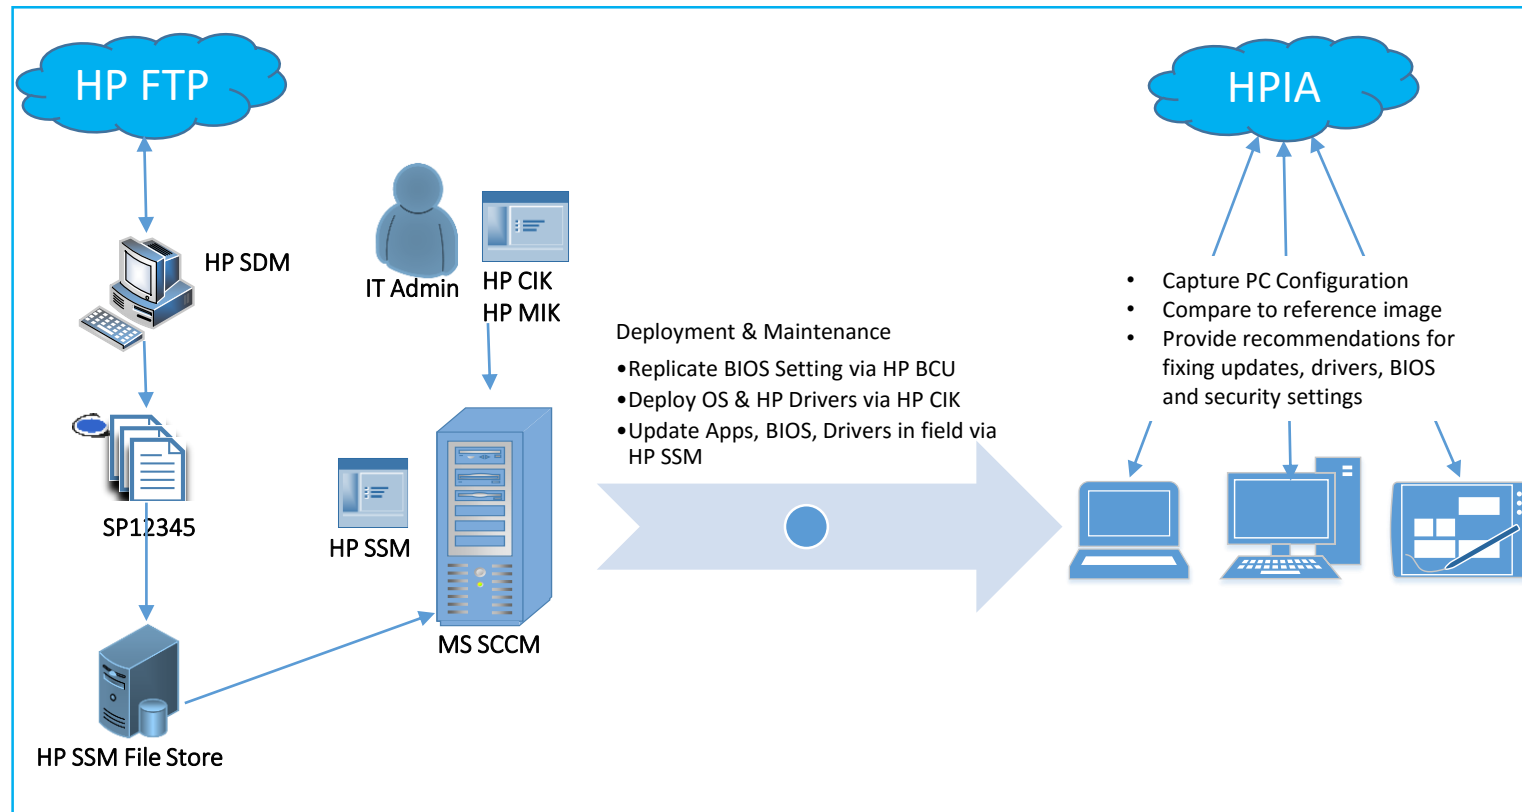 HP FTP
HP SDM
SP12345
HP SSM File Store
IT Admin
HP CIK
HP MIK
HP SSM
MS SCCM
Deployment & Maintenance
•Replicate BIOS Setting via HP BCU
•Deploy OS & HP Drivers via HP CIK
•Update Apps, BIOS, Drivers in field via
HP SSM
HPIA
• Capture PC Configuration
• Compare to reference image
• Provide recommendations for
fixing updates, drivers, BIOS
and security settings